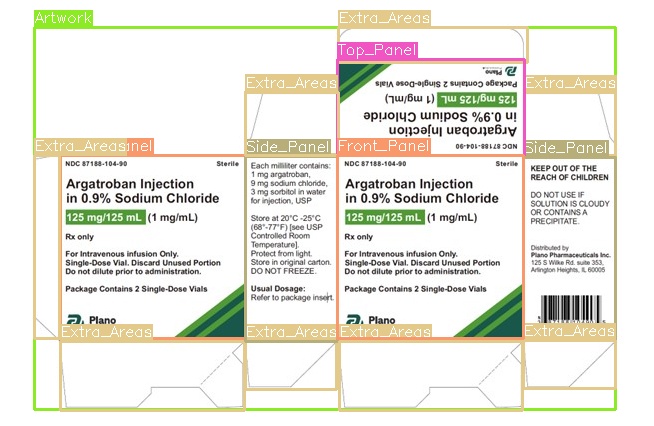 Artwork
Extra_Areas
Top_Panel
Plano
Package Contains 2 Single-Dose Vials
125 mg/125 mL (1 mg/mL)
in 0.9% Sodium Chloride
Argatroban Injection
NDC 87188-104-90
Extra_Areas
Extra_Areas
Extra_Areas
NDC 87188-104-90 Sterile
Argatroban Injection
in 0.9% Sodium Chloride
125 mg/125 mL (1 mg/mL)
Rx only
For Intravenous infusion Only.
Single-Dose Vial. Discard Unused Portion
Do not dilute prior to administration.
Package Contains 2 Single-Dose Vials
Plano
Side_Panel
Each milliliter contains:
1 mg argatroban,
9 mg sodium chloride,
3 mg sorbitol in water
for injection, USP
Store at 20°C -25°C
(68°-77°F) [see USP
Controlled Room
Temperature].
Protect from light.
Store in original carton.
DO NOT FREEZE.
Usual Dosage:
Refer to package insert.
Front_Panel
NDC 87188-104-90 Sterile
Argatroban Injection
in 0.9% Sodium Chloride
125 mg/125 mL (1 mg/mL)
Rx only
For Intravenous infusion Only.
Single-Dose Vial. Discard Unused Portion
Do not dilute prior to administration.
Package Contains 2 Single-Dose Vials
Plano
Side_Panel
KEEP OUT OF THE
REACH OF CHILDREN
DO NOT USE IF
SOLUTION IS CLOUDY
OR CONTAINS A
PRECIPITATE.
Distributed by
Plano Pharmaceuticals Inc.
125 S Wilke Rd. suite 353,
Arlington Heights, IL 60005
Extra_Areas
Extra_Areas
Extra_Areas
Extra_Areas